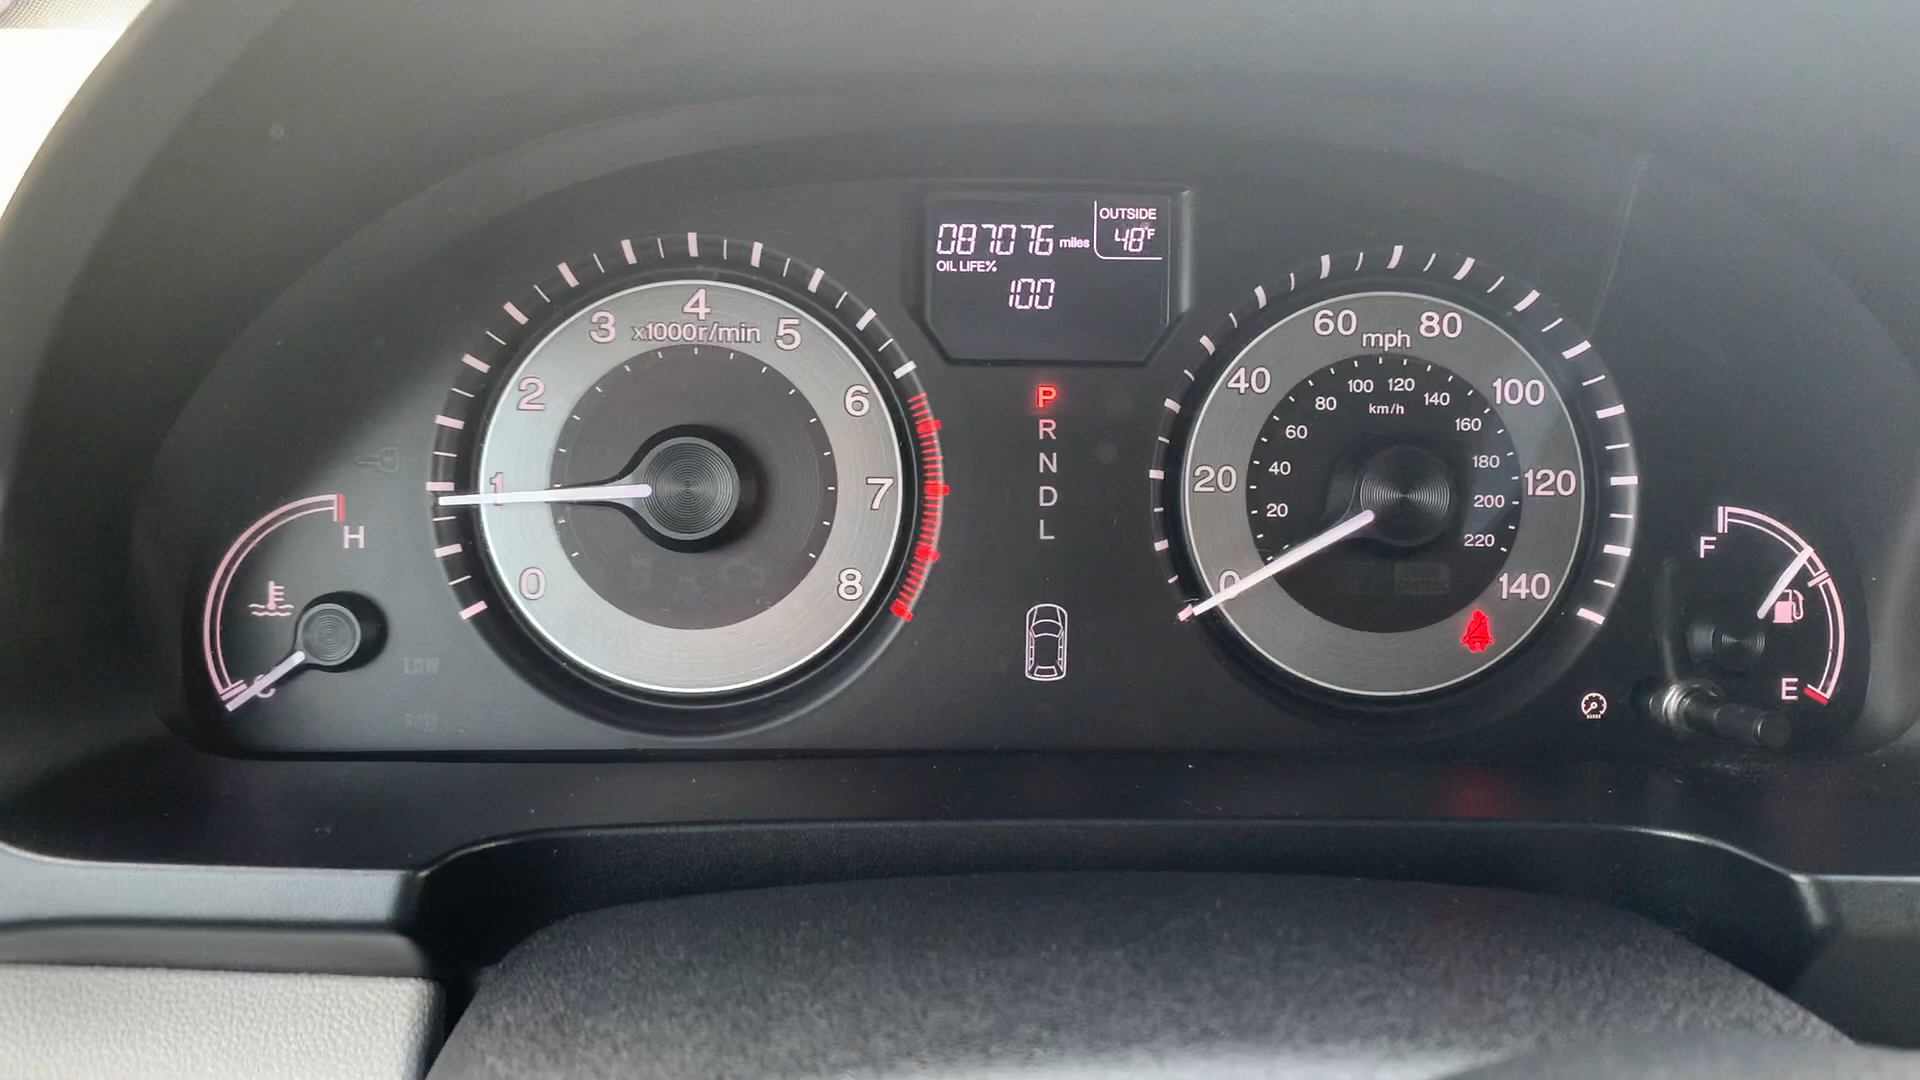 OUTSIDE
087076 miles 48°F
OIL LIFE%
100
4
3 x1000r/min 5
2 6
1 7
0 8
P
R
N
D
L
60 mph 80
40 100
20 120
0 140
100 120
80 km/h 140
60 160
40 180
20 200
220
H
C
LOW
F
E